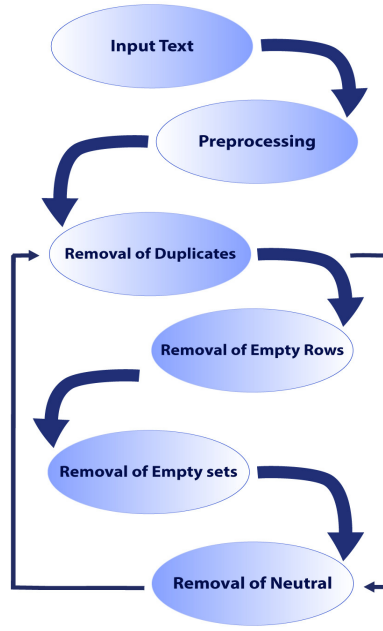 Input Text
Preprocessing
Removal of Duplicates
Removal of Empty Rows
Removal of Empty sets
Removal of Neutral